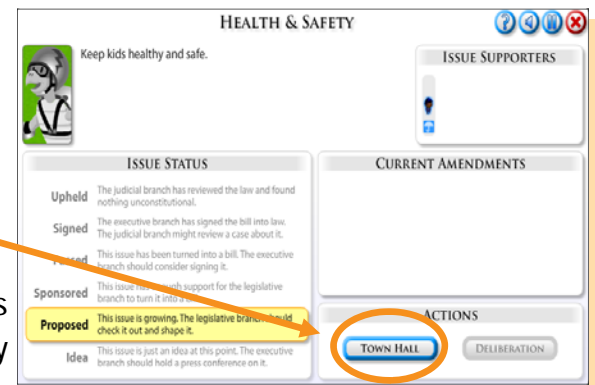 HEALTH & SAFETY
Keep kids healthy and safe.
ISSUE SUPPORTERS
ISSUE STATUS
Upheld The judicial branch has reviewed the law and found
nothing unconstitutional.
Signed The executive branch has signed the bill into law.
The judicial branch might review a case about it.
This issue has been turned into a bill. The executive
branch should consider signing it.
Sponsored This issue has enough support for the legislative
branch to turn it into a
Proposed This issue is growing. The legislative branch should
check it out and shape it.
Idea This issue is just an idea at this point. The executive
branch should hold a press conference on it.
CURRENT AMENDMENTS
ACTIONS
TOWN HALL DELIBERATION
s
y